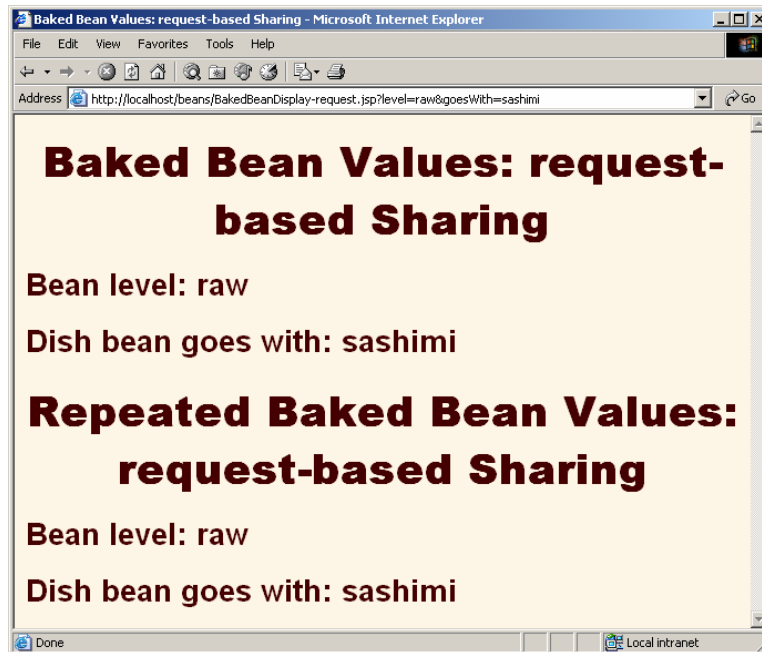 Baked Bean Values: request-based Sharing - Microsoft Internet Explorer
File Edit View Favorites Tools Help
Address http://localhost/beans/BakedBeanDisplay-request.jsp?level=raw&goesWith=sashimi Go
Baked Bean Values: request-
based Sharing
Bean level: raw
Dish bean goes with: sashimi
Repeated Baked Bean Values:
request-based Sharing
Bean level: raw
Dish bean goes with: sashimi
Done Local intranet